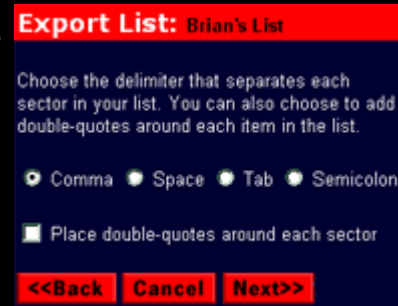 Export List: Brian's List
Choose the delimiter that separates each
sector in your list. You can also choose to add
double-quotes around each item in the list.
Comma Space Tab Semicolon
Place double-quotes around each sector
<<Back Cancel Next>>